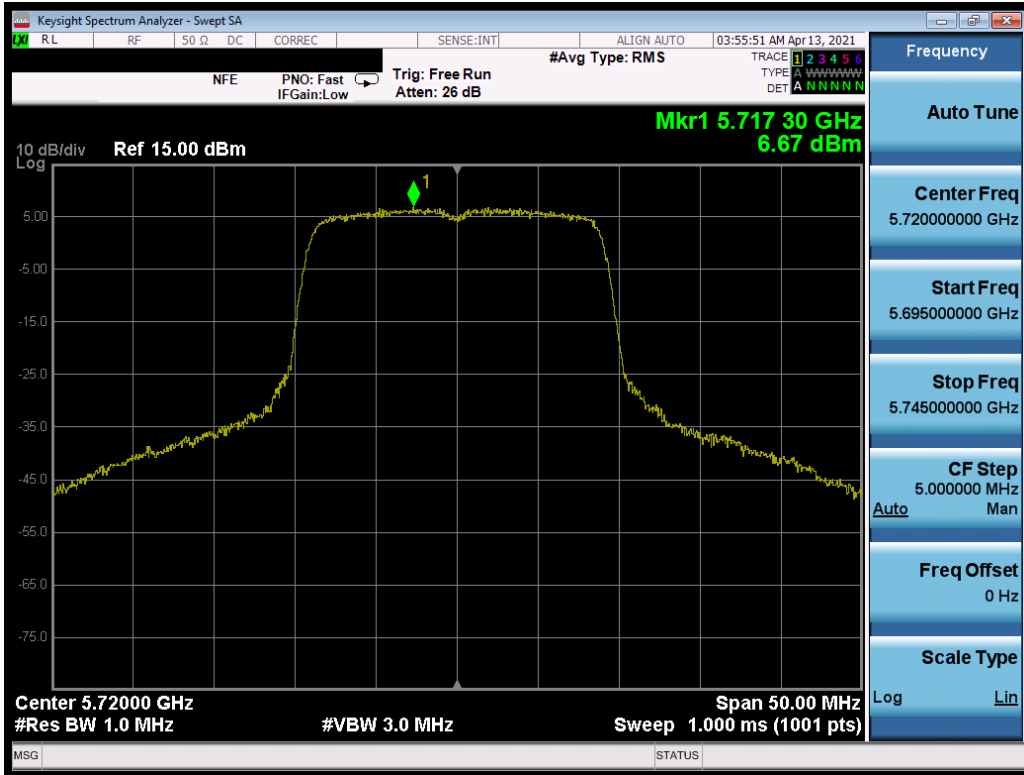 Keysight Spectrum Analyzer - Swept SA
LXI RL RF 50 Ω DC CORREC SENSE:INT ALIGN AUTO 03:55:51 AM Apr 13, 2021
#Avg Type: RMS
TRACE 1 2 3 4 5 6
TYPE A WWWWW
DET A N N N N N
NFE
PNO: Fast
IFGain:Low
Trig: Free Run
Atten: 26 dB
Mkr1 5.717 30 GHz
6.67 dBm
10 dB/div
Log
Ref 15.00 dBm
1
5.00
-5.00
-15.0
-25.0
-35.0
-45.0
-55.0
-65.0
-75.0
Center 5.72000 GHz
Span 50.00 MHz
#Res BW 1.0 MHz
#VBW 3.0 MHz
Sweep 1.000 ms (1001 pts)
MSG
STATUS
Frequency
Auto Tune
Center Freq
5.720000000 GHz
Start Freq
5.695000000 GHz
Stop Freq
5.745000000 GHz
CF Step
5.000000 MHz
Auto Man
Freq Offset
0 Hz
Scale Type
Log Lin